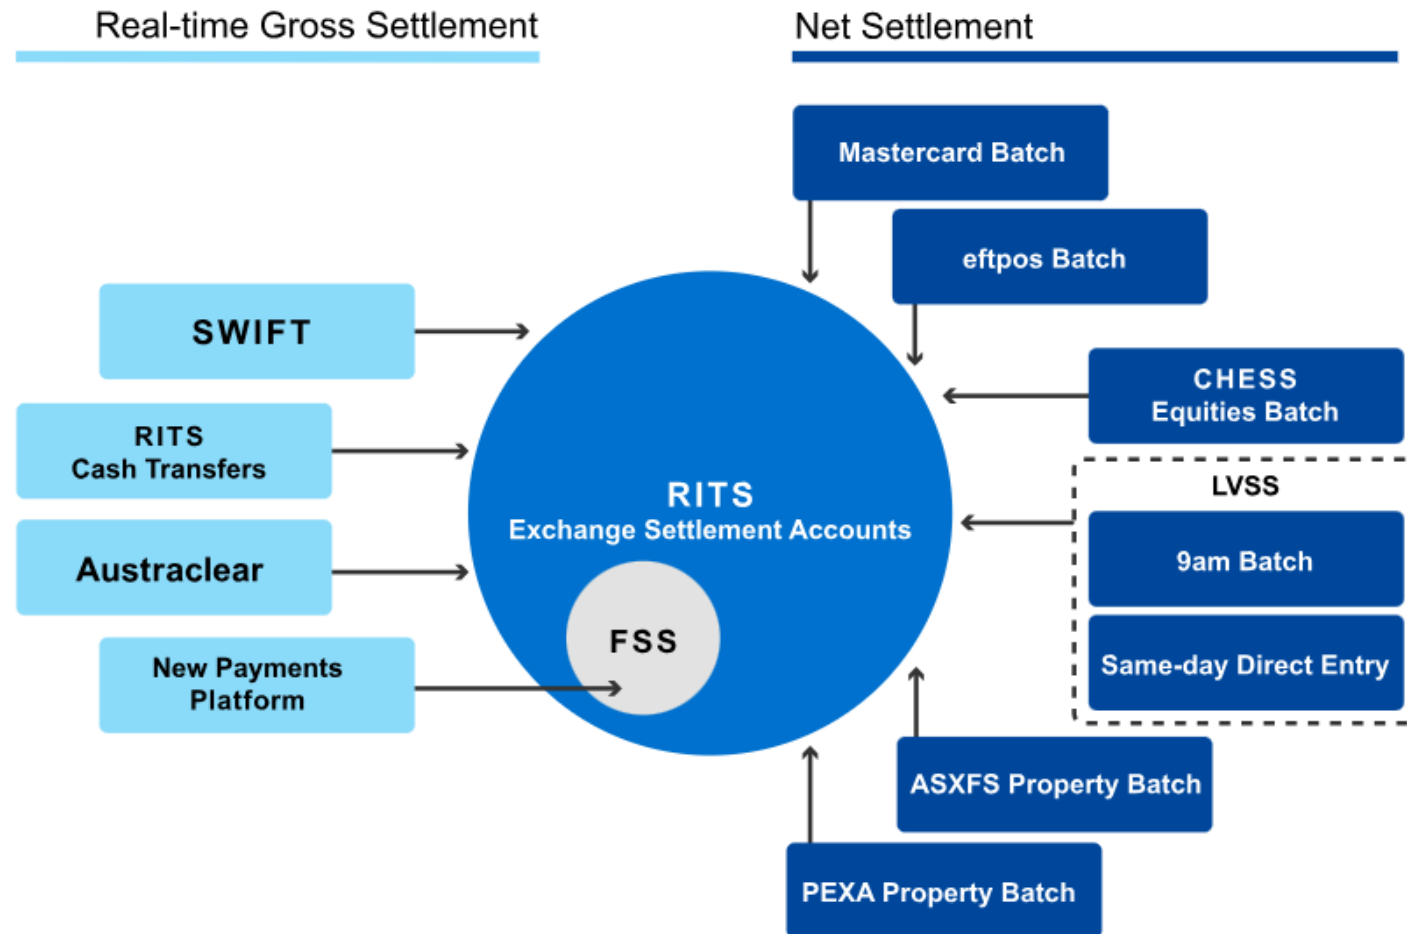 Real-time Gross Settlement
Net Settlement
Mastercard Batch
eftpos Batch
SWIFT
CHESS
Equities Batch
RITS
Cash Transfers
LVSS
RITS
Exchange Settlement Accounts
9am Batch
Austraclear
FSS
Same-day Direct Entry
New Payments
Platform
ASXFS Property Batch
PEXA Property Batch